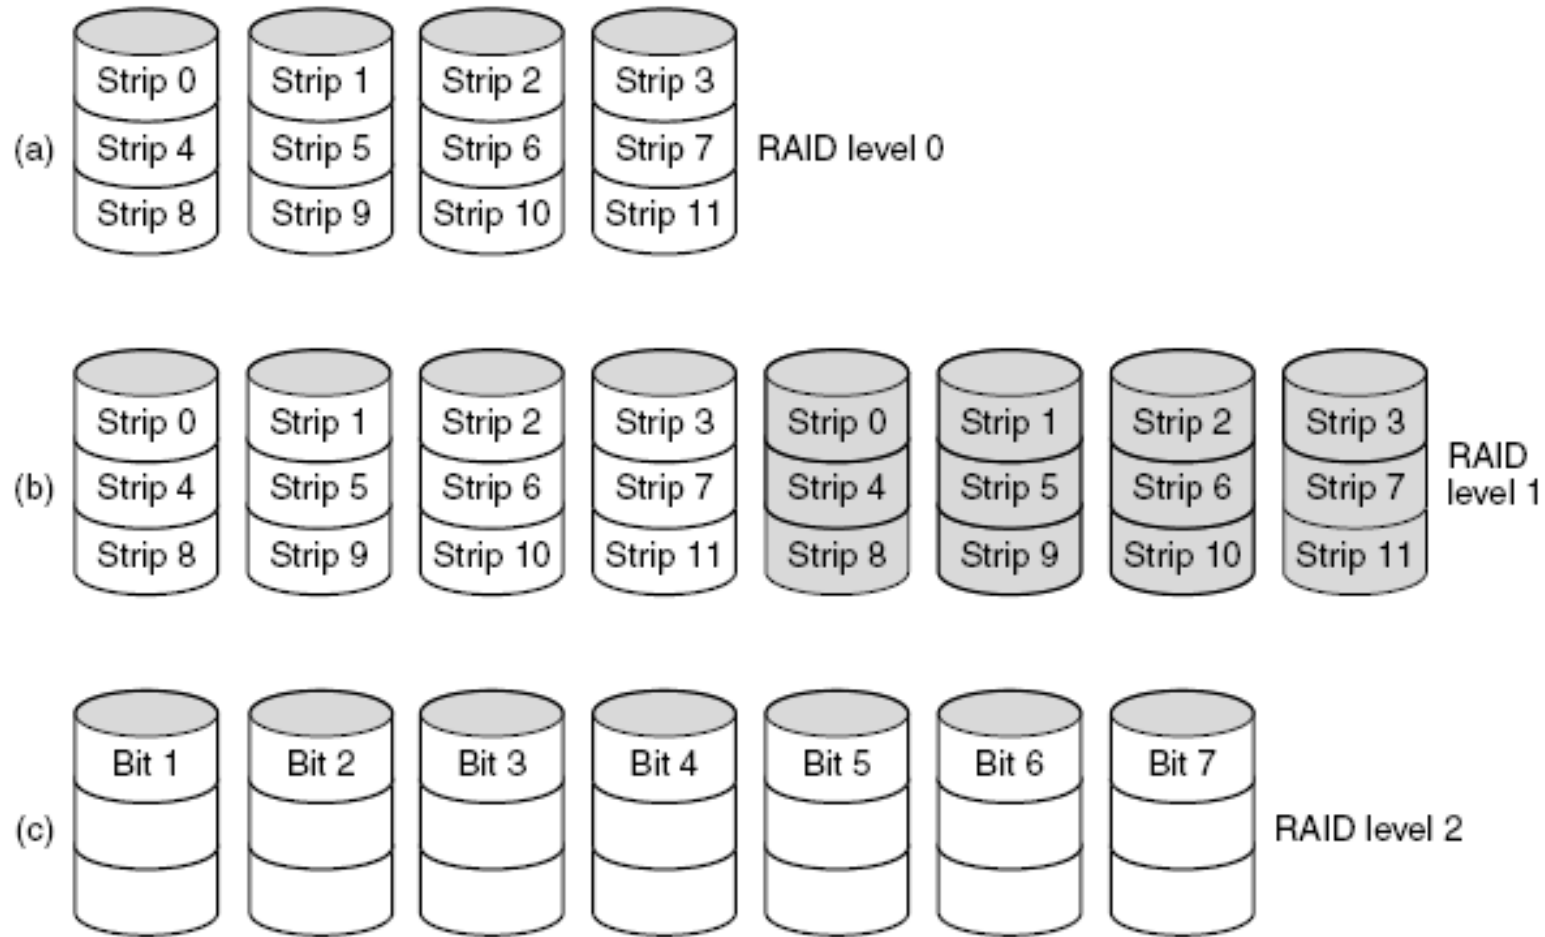 Strip 0 Strip 1 Strip 2 Strip 3
(a) Strip 4 Strip 5 Strip 6 Strip 7 RAID level 0
Strip 8 Strip 9 Strip 10 Strip 11
Strip 0 Strip 1 Strip 2 Strip 3 Strip 0 Strip 1 Strip 2 Strip 3
(b) Strip 4 Strip 5 Strip 6 Strip 7 Strip 4 Strip 5 Strip 6 Strip 7 RAID
level 1
Strip 8 Strip 9 Strip 10 Strip 11 Strip 8 Strip 9 Strip 10 Strip 11
Bit 1 Bit 2 Bit 3 Bit 4 Bit 5 Bit 6 Bit 7
(c) RAID level 2